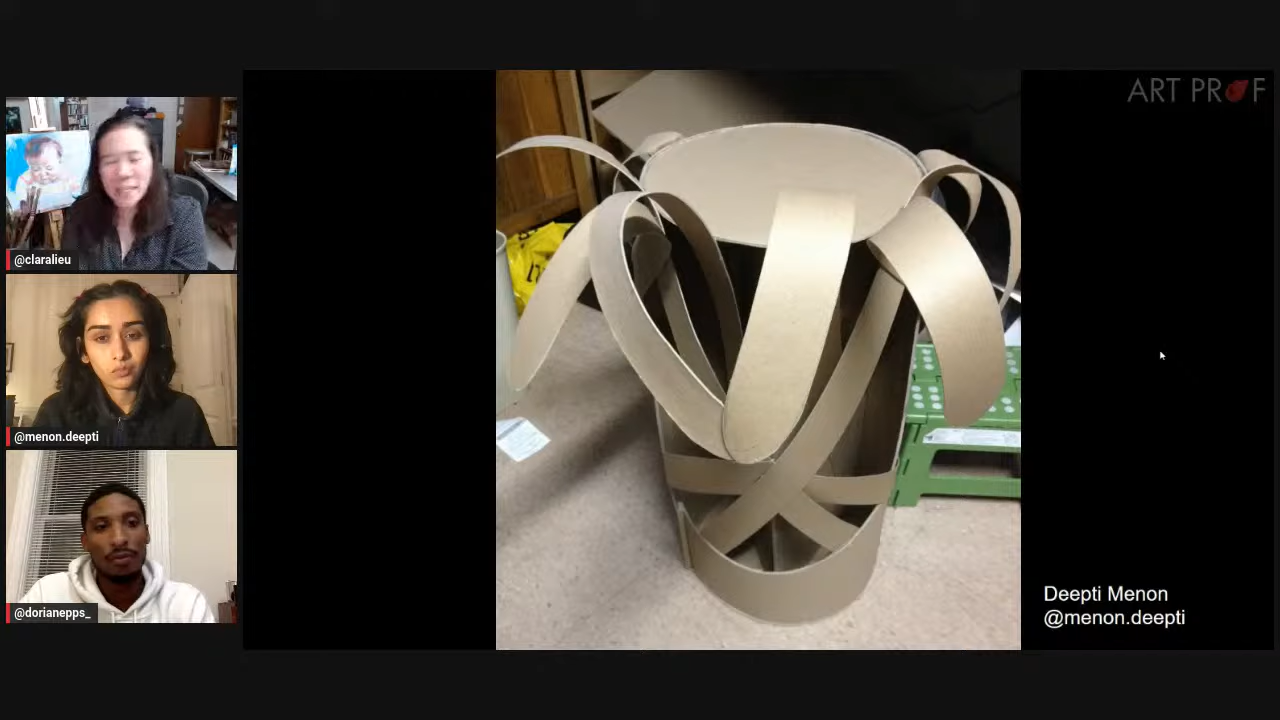 ART PROF
@claralieu
@menon.deepti
@dorianepps_
Deepti Menon
@menon.deepti